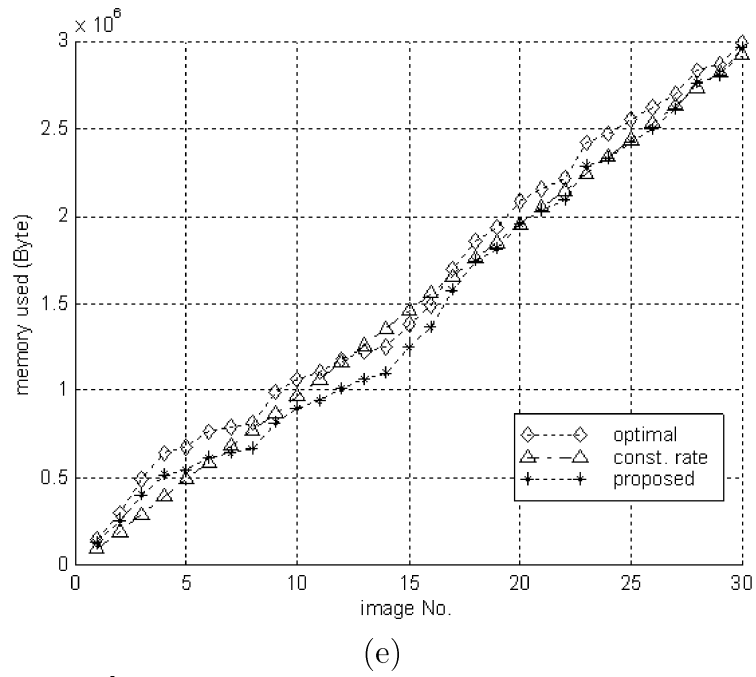 × 10^6
3
2.5
2
1.5
1
0.5
0
0 5 10 15 20 25 30
memory used (Byte)
image No.
optimal
const. rate
proposed
(e)